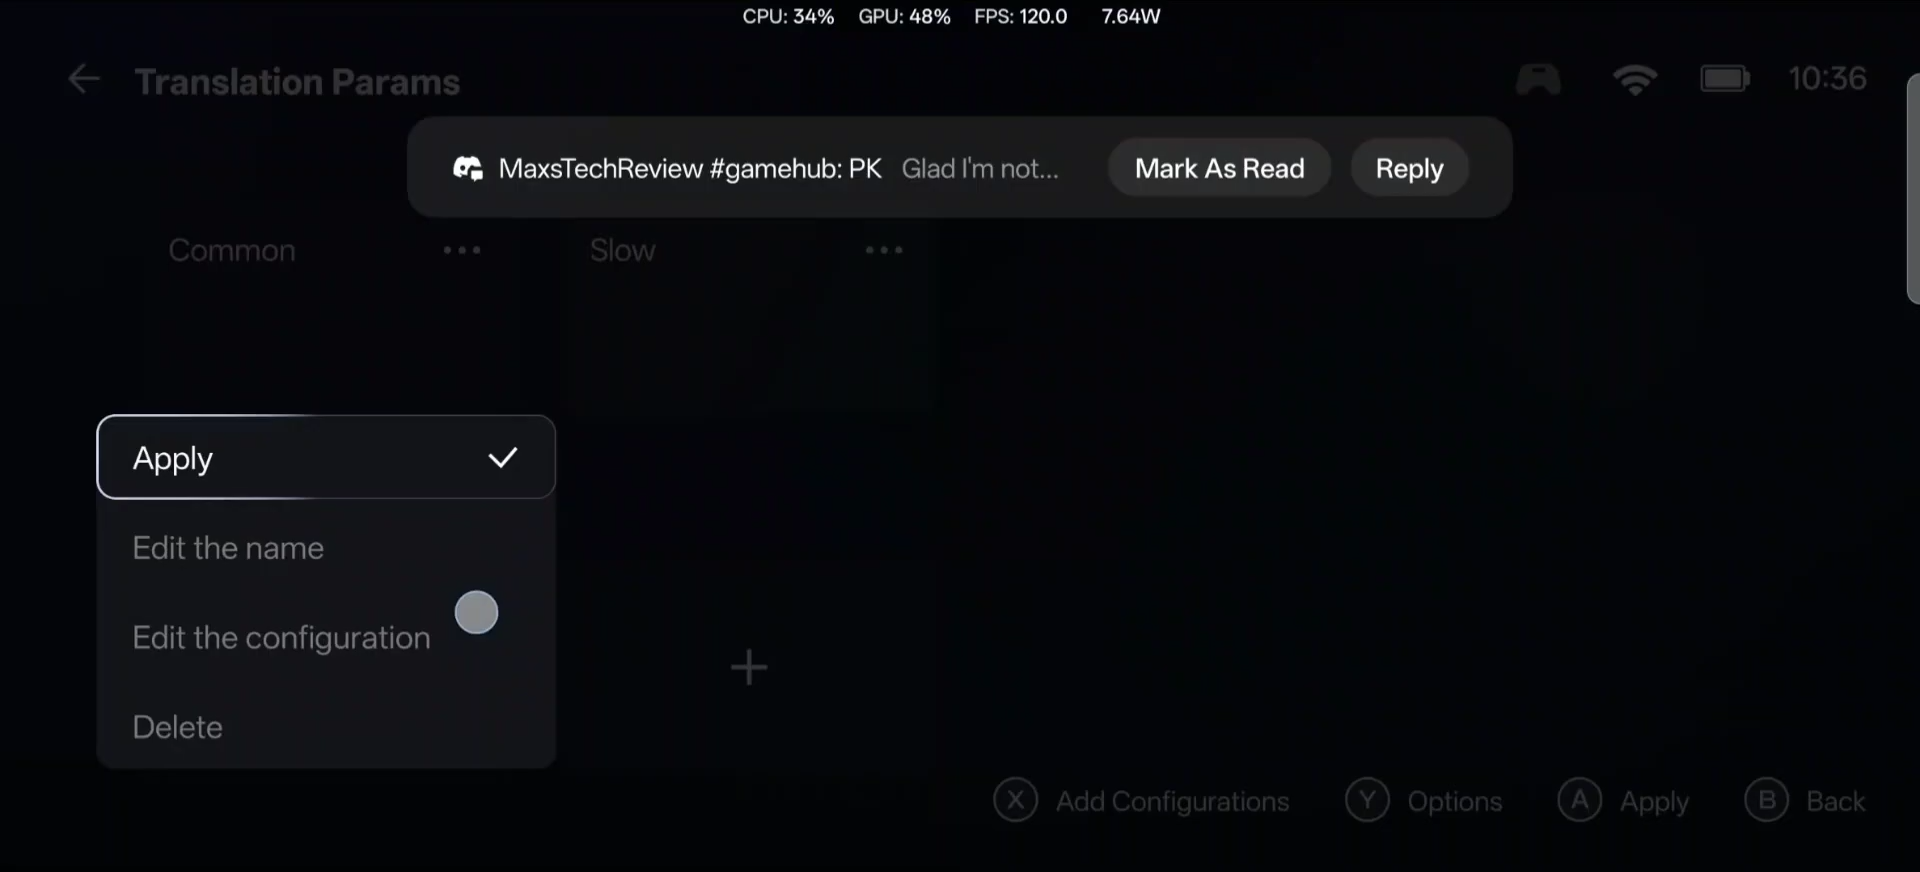 CPU: 34% GPU: 48% FPS: 120.0 7.64W
Translation Params
10:36
MaxsTechReview #gamehub: PK Glad I'm not...
Mark As Read
Reply
Common
Slow
Apply
Edit the name
Edit the configuration
Delete
X Add Configurations
Y Options
A Apply
B Back